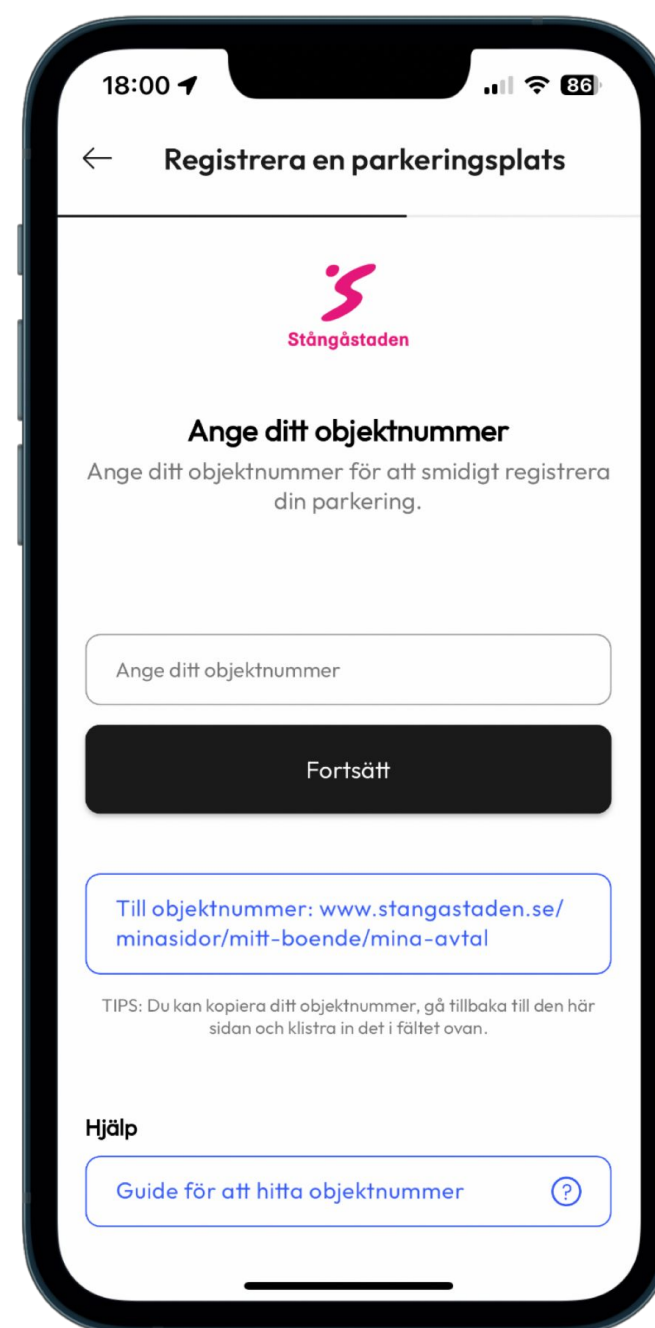 18:00
86
Registrera en parkeringsplats
Stångåstaden
Ange ditt objektnummer
Ange ditt objektnummer för att smidigt registrera
din parkering.
Ange ditt objektnummer
Fortsätt
Till objektnummer: www.stangastaden.se/
minasidor/mitt-boende/mina-avtal
TIPS: Du kan kopiera ditt objektnummer, gå tillbaka till den här
sidan och klistra in det i fältet ovan.
Hjälp
Guide för att hitta objektnummer
?